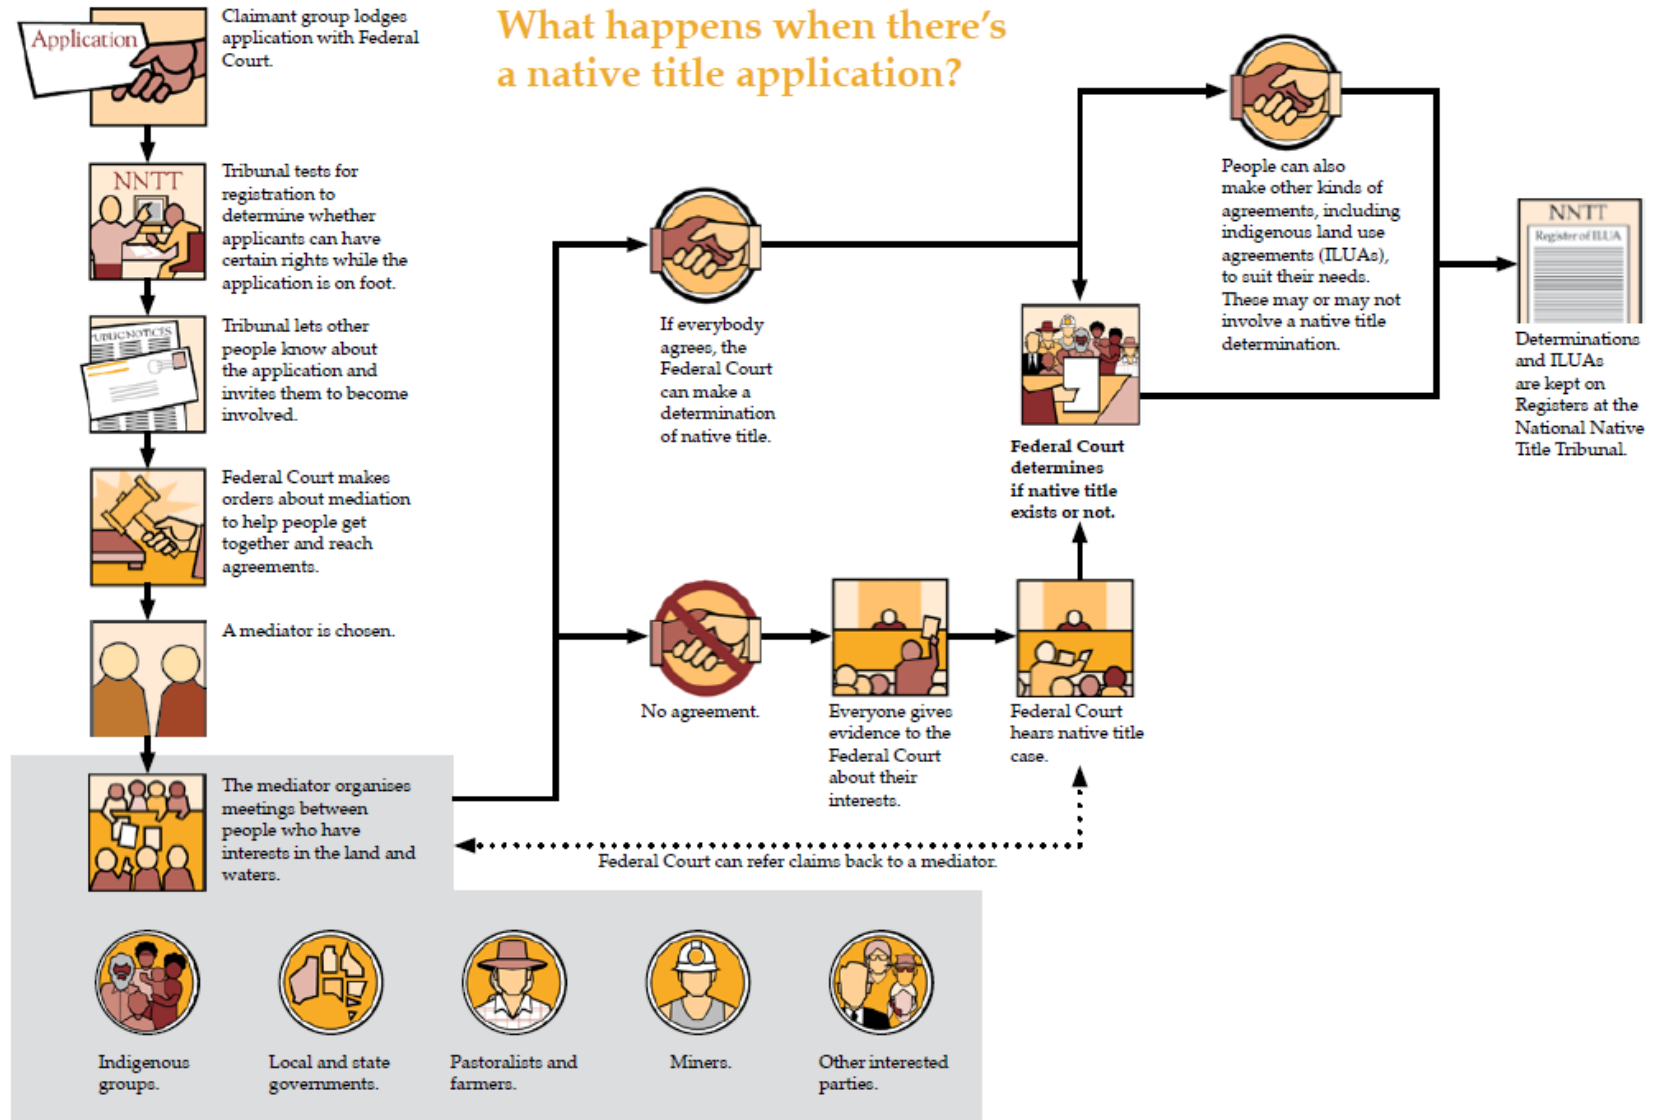 What happens when there's
a native title application?
Application
Claimant group lodges
application with Federal
Court.
NNTT
Tribunal tests for
registration to
determine whether
applicants can have
certain rights while the
application is on foot.
PUBLIC NOTICES
Tribunal lets other
people know about
the application and
invites them to become
involved.
Federal Court makes
orders about mediation
to help people get
together and reach
agreements.
A mediator is chosen.
The mediator organises
meetings between
people who have
interests in the land and
waters.
Indigenous
groups.
Local and state
governments.
Pastoralists and
farmers.
Miners.
Other interested
parties.
If everybody
agrees, the
Federal Court
can make a
determination
of native title.
No agreement.
Everyone gives
evidence to the
Federal Court
about their
interests.
Federal Court
hears native title
case.
Federal Court can refer claims back to a mediator.
Federal Court
determines
if native title
exists or not.
People can also
make other kinds of
agreements, including
indigenous land use
agreements (ILUAs),
to suit their needs.
These may or may not
involve a native title
determination.
NNTT
Register of ILUA
Determinations
and ILUAs
are kept on
Registers at the
National Native
Title Tribunal.